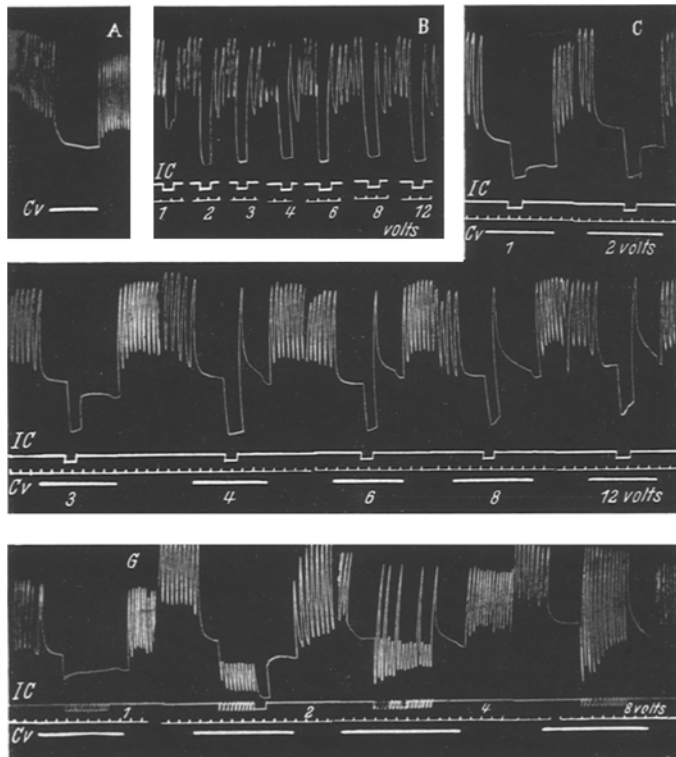 A
Cv
B
IC
1 2 3 4 6 8 12
volts
C
IC
Cv 1 2 volts
IC
Cv 3 4 6 8 12 volts
G
IC
1 2 4 8 volts
Cv